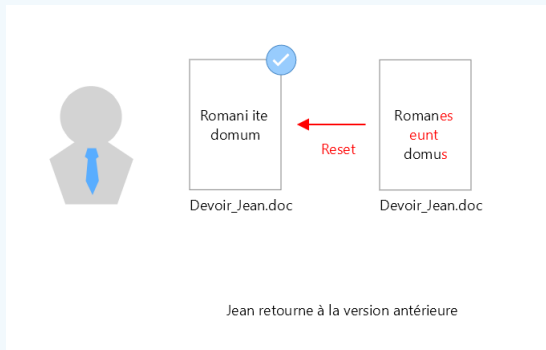 Romani ite
domum
Romanes
eunt
domus
Reset
Devoir_Jean.doc
Devoir_Jean.doc
Jean retourne à la version antérieure